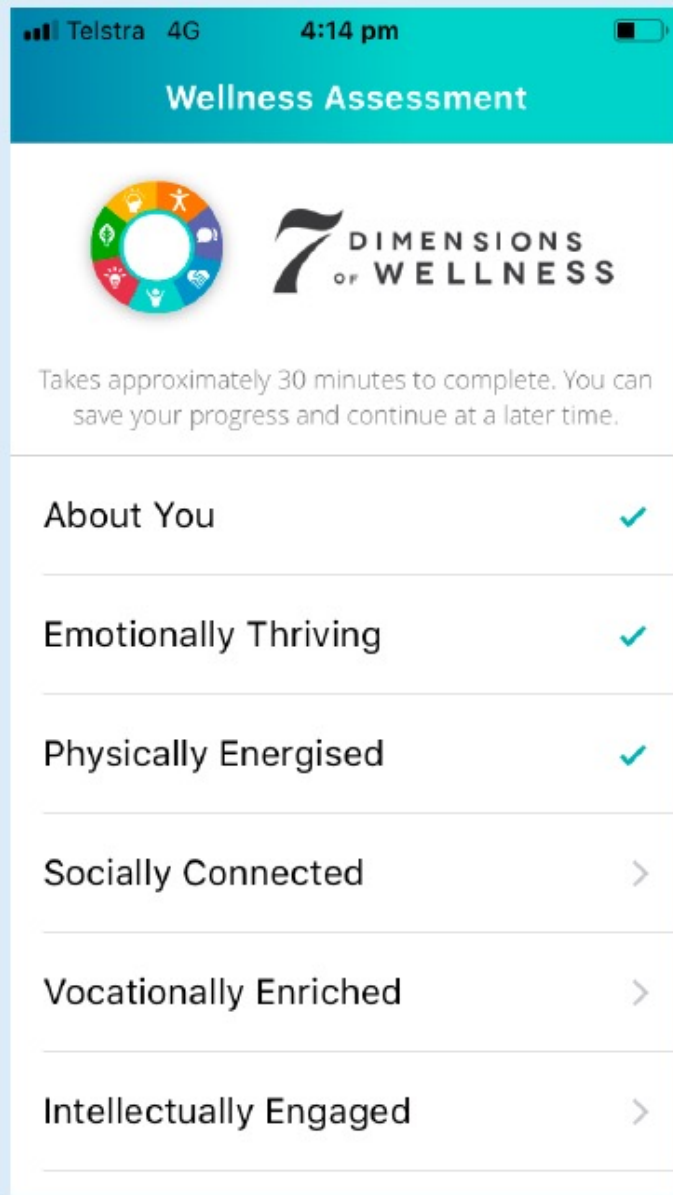 Telstra 4G 4:14 pm
Wellness Assessment
7 DIMENSIONS
OF WELLNESS
Takes approximately 30 minutes to complete. You can
save your progress and continue at a later time.
About You
Emotionally Thriving
Physically Energised
Socially Connected
Vocationally Enriched
Intellectually Engaged